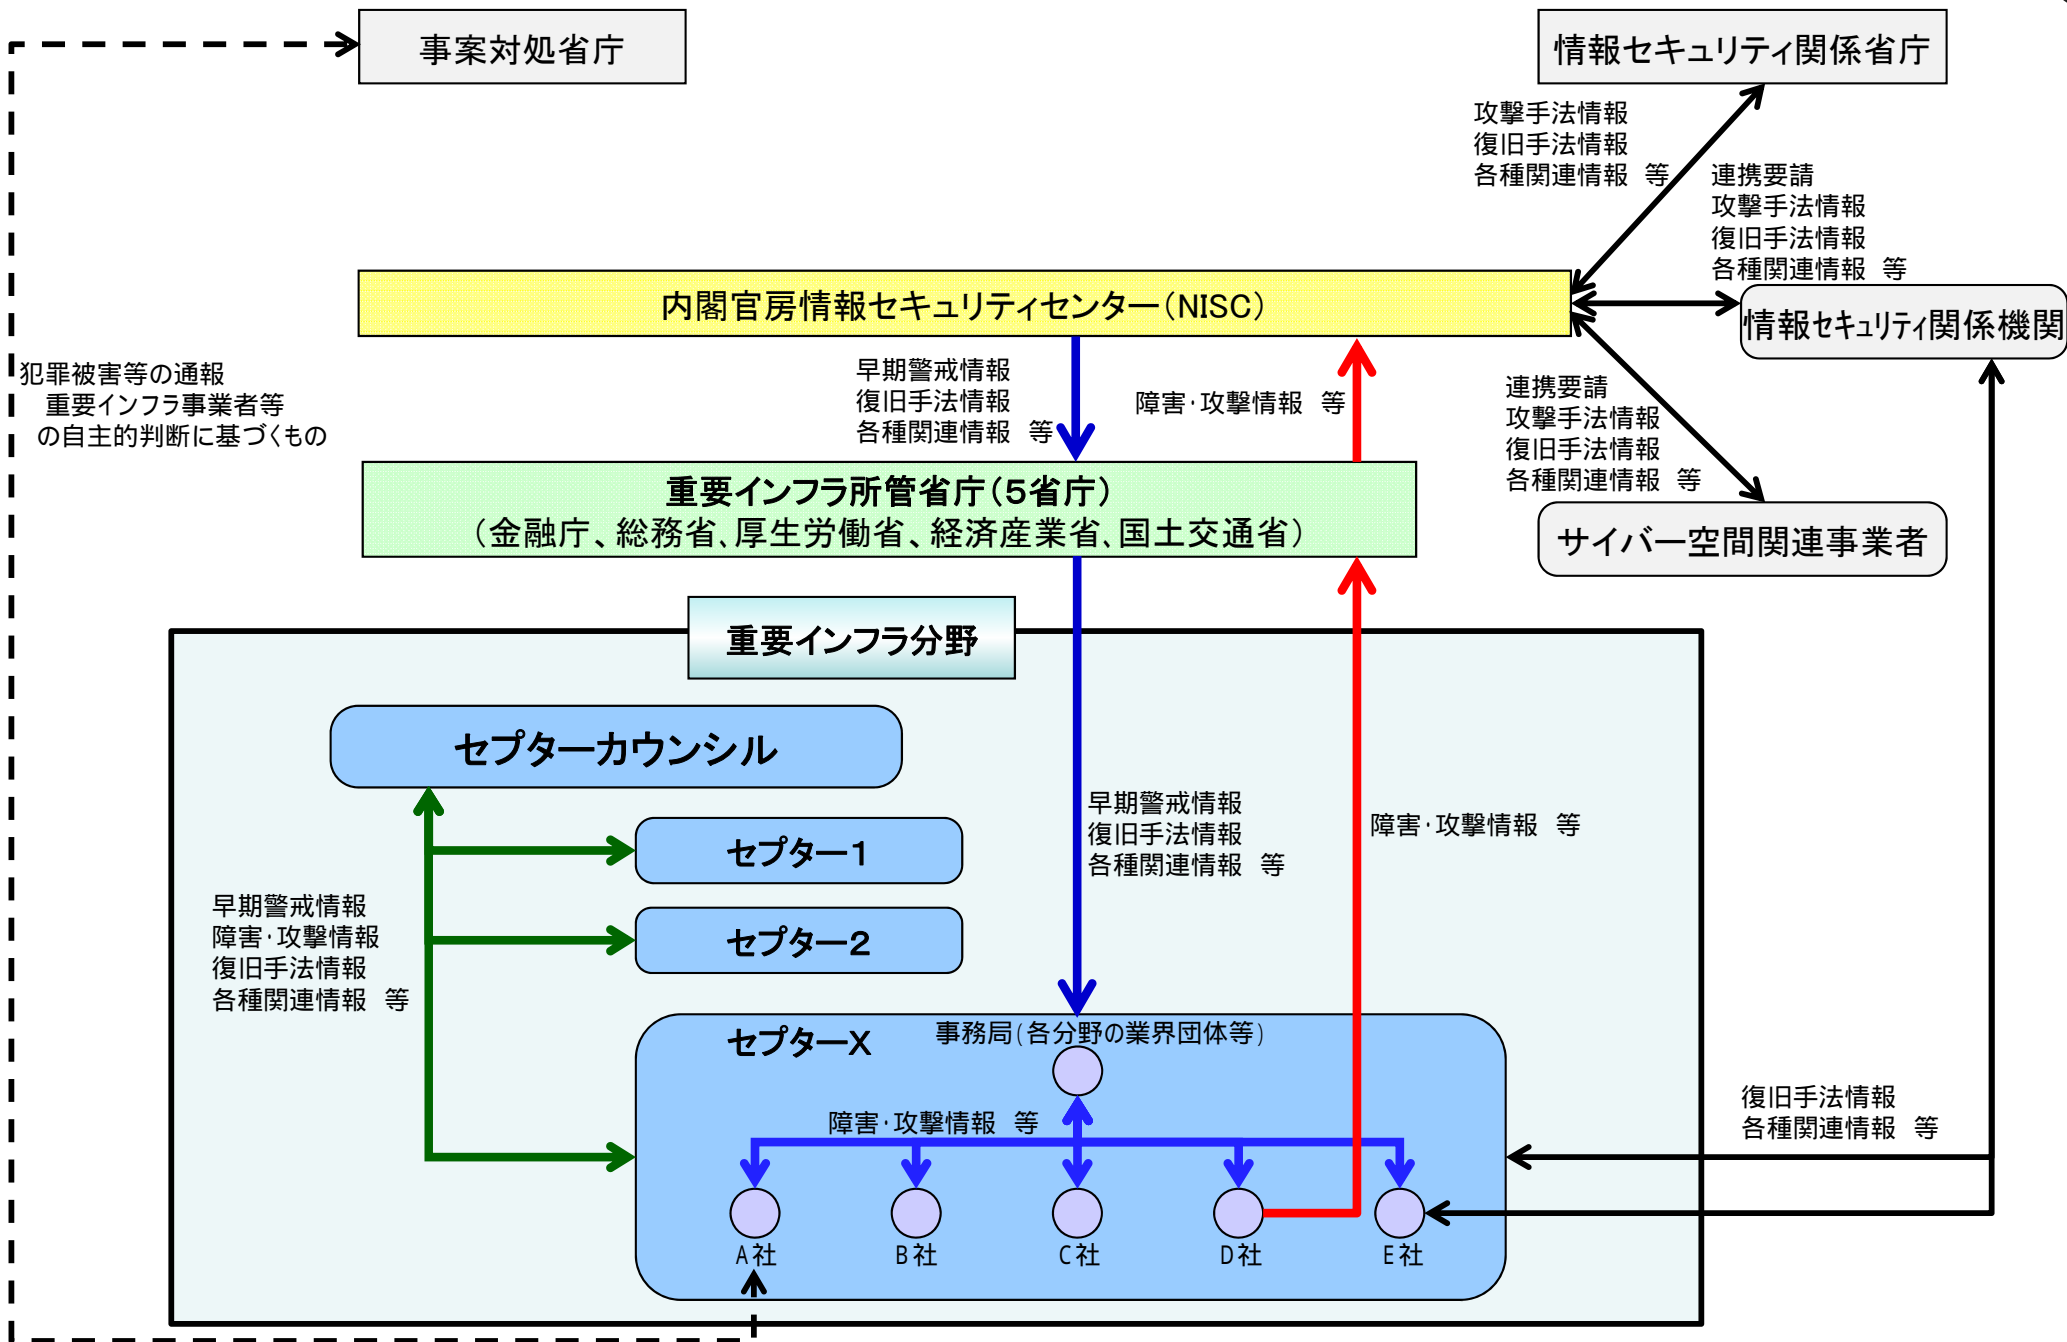 事案対処省庁
情報セキュリティ関係省庁
攻撃手法情報
復旧手法情報
各種関連情報　等
連携要請
攻撃手法情報
復旧手法情報
各種関連情報　等
内閣官房情報セキュリティセンター（NISC）
情報セキュリティ関係機関
犯罪被害等の通報
重要インフラ事業者等
の自主的判断に基づくもの
早期警戒情報
復旧手法情報
各種関連情報　等
障害・攻撃情報　等
連携要請
攻撃手法情報
復旧手法情報
各種関連情報　等
重要インフラ所管省庁（５省庁）
（金融庁、総務省、厚生労働省、経済産業省、国土交通省）
サイバー空間関連事業者
重要インフラ分野
セプターカウンシル
早期警戒情報
復旧手法情報
各種関連情報　等
障害・攻撃情報　等
セプター１
セプター２
早期警戒情報
障害・攻撃情報
復旧手法情報
各種関連情報　等
セプターX
事務局（各分野の業界団体等）
障害・攻撃情報　等
復旧手法情報
各種関連情報　等
A社
B社
C社
D社
E社